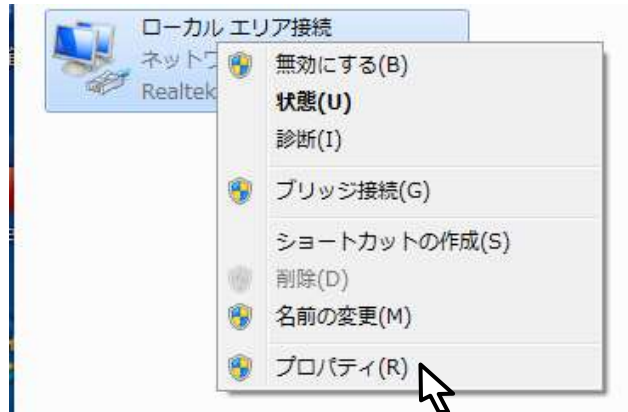 ローカル エリア接続
ネットワ
Realtek
無効にする(B)
状態(U)
診断(I)
ブリッジ接続(G)
ショートカットの作成(S)
削除(D)
名前の変更(M)
プロパティ(R)